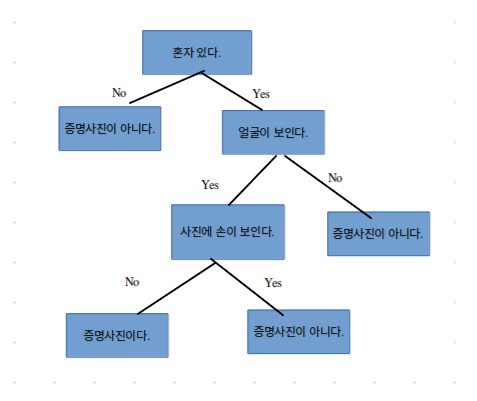 혼자 있다.
No
Yes
증명사진이 아니다.
얼굴이 보인다.
Yes
No
사진에 손이 보인다.
증명사진이 아니다.
No
Yes
증명사진이다.
증명사진이 아니다.